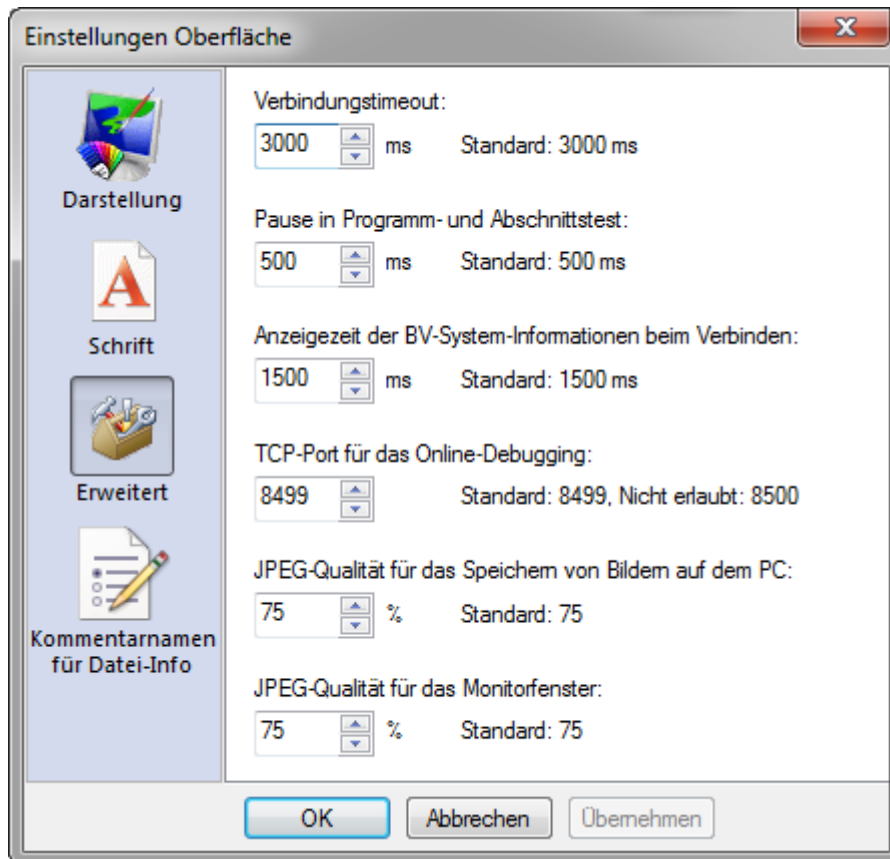 Einstellungen Oberfläche
Darstellung
Schrift
Erweitert
Kommentarnamen
für Datei-Info
Verbindungstimeout:
3000 ms Standard: 3000 ms
Pause in Programm- und Abschnittstest:
500 ms Standard: 500 ms
Anzeigezeit der BV-System-Informationen beim Verbinden:
1500 ms Standard: 1500 ms
TCP-Port für das Online-Debugging:
8499 Standard: 8499, Nicht erlaubt: 8500
JPEG-Qualität für das Speichern von Bildern auf dem PC:
75 % Standard: 75
JPEG-Qualität für das Monitorfenster:
75 % Standard: 75
OK Abbrechen Übernehmen